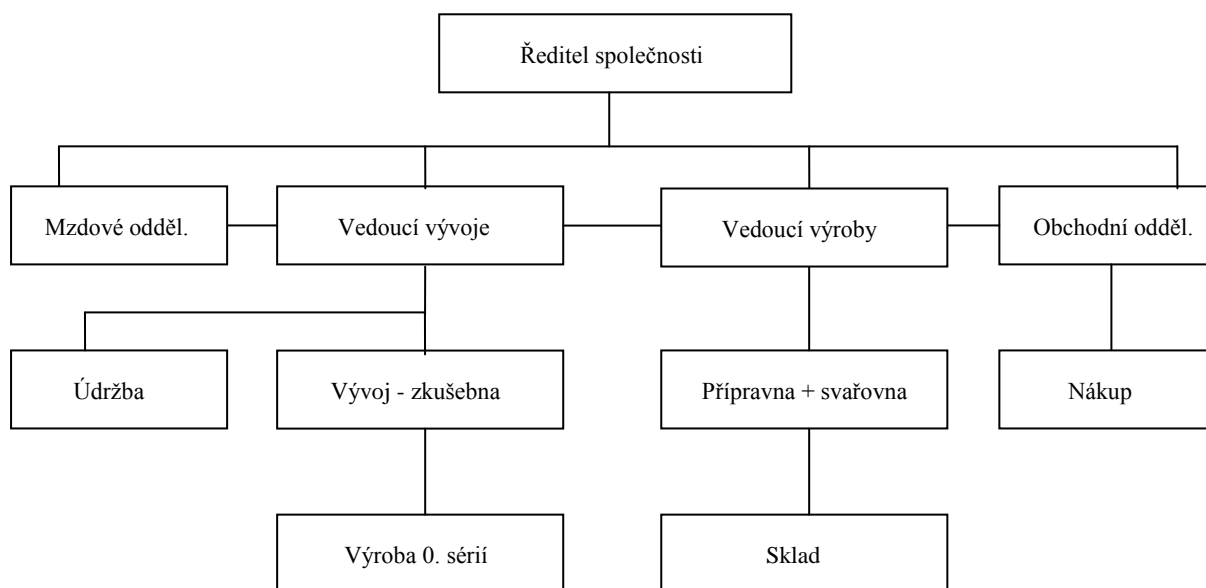 Ředitel společnosti
Mzdové odděl.
Vedoucí vývoje
Vedoucí výroby
Obchodní odděl.
Údržba
Vývoj - zkušebna
Přípravna + svařovna
Nákup
Výroba 0. sérií
Sklad